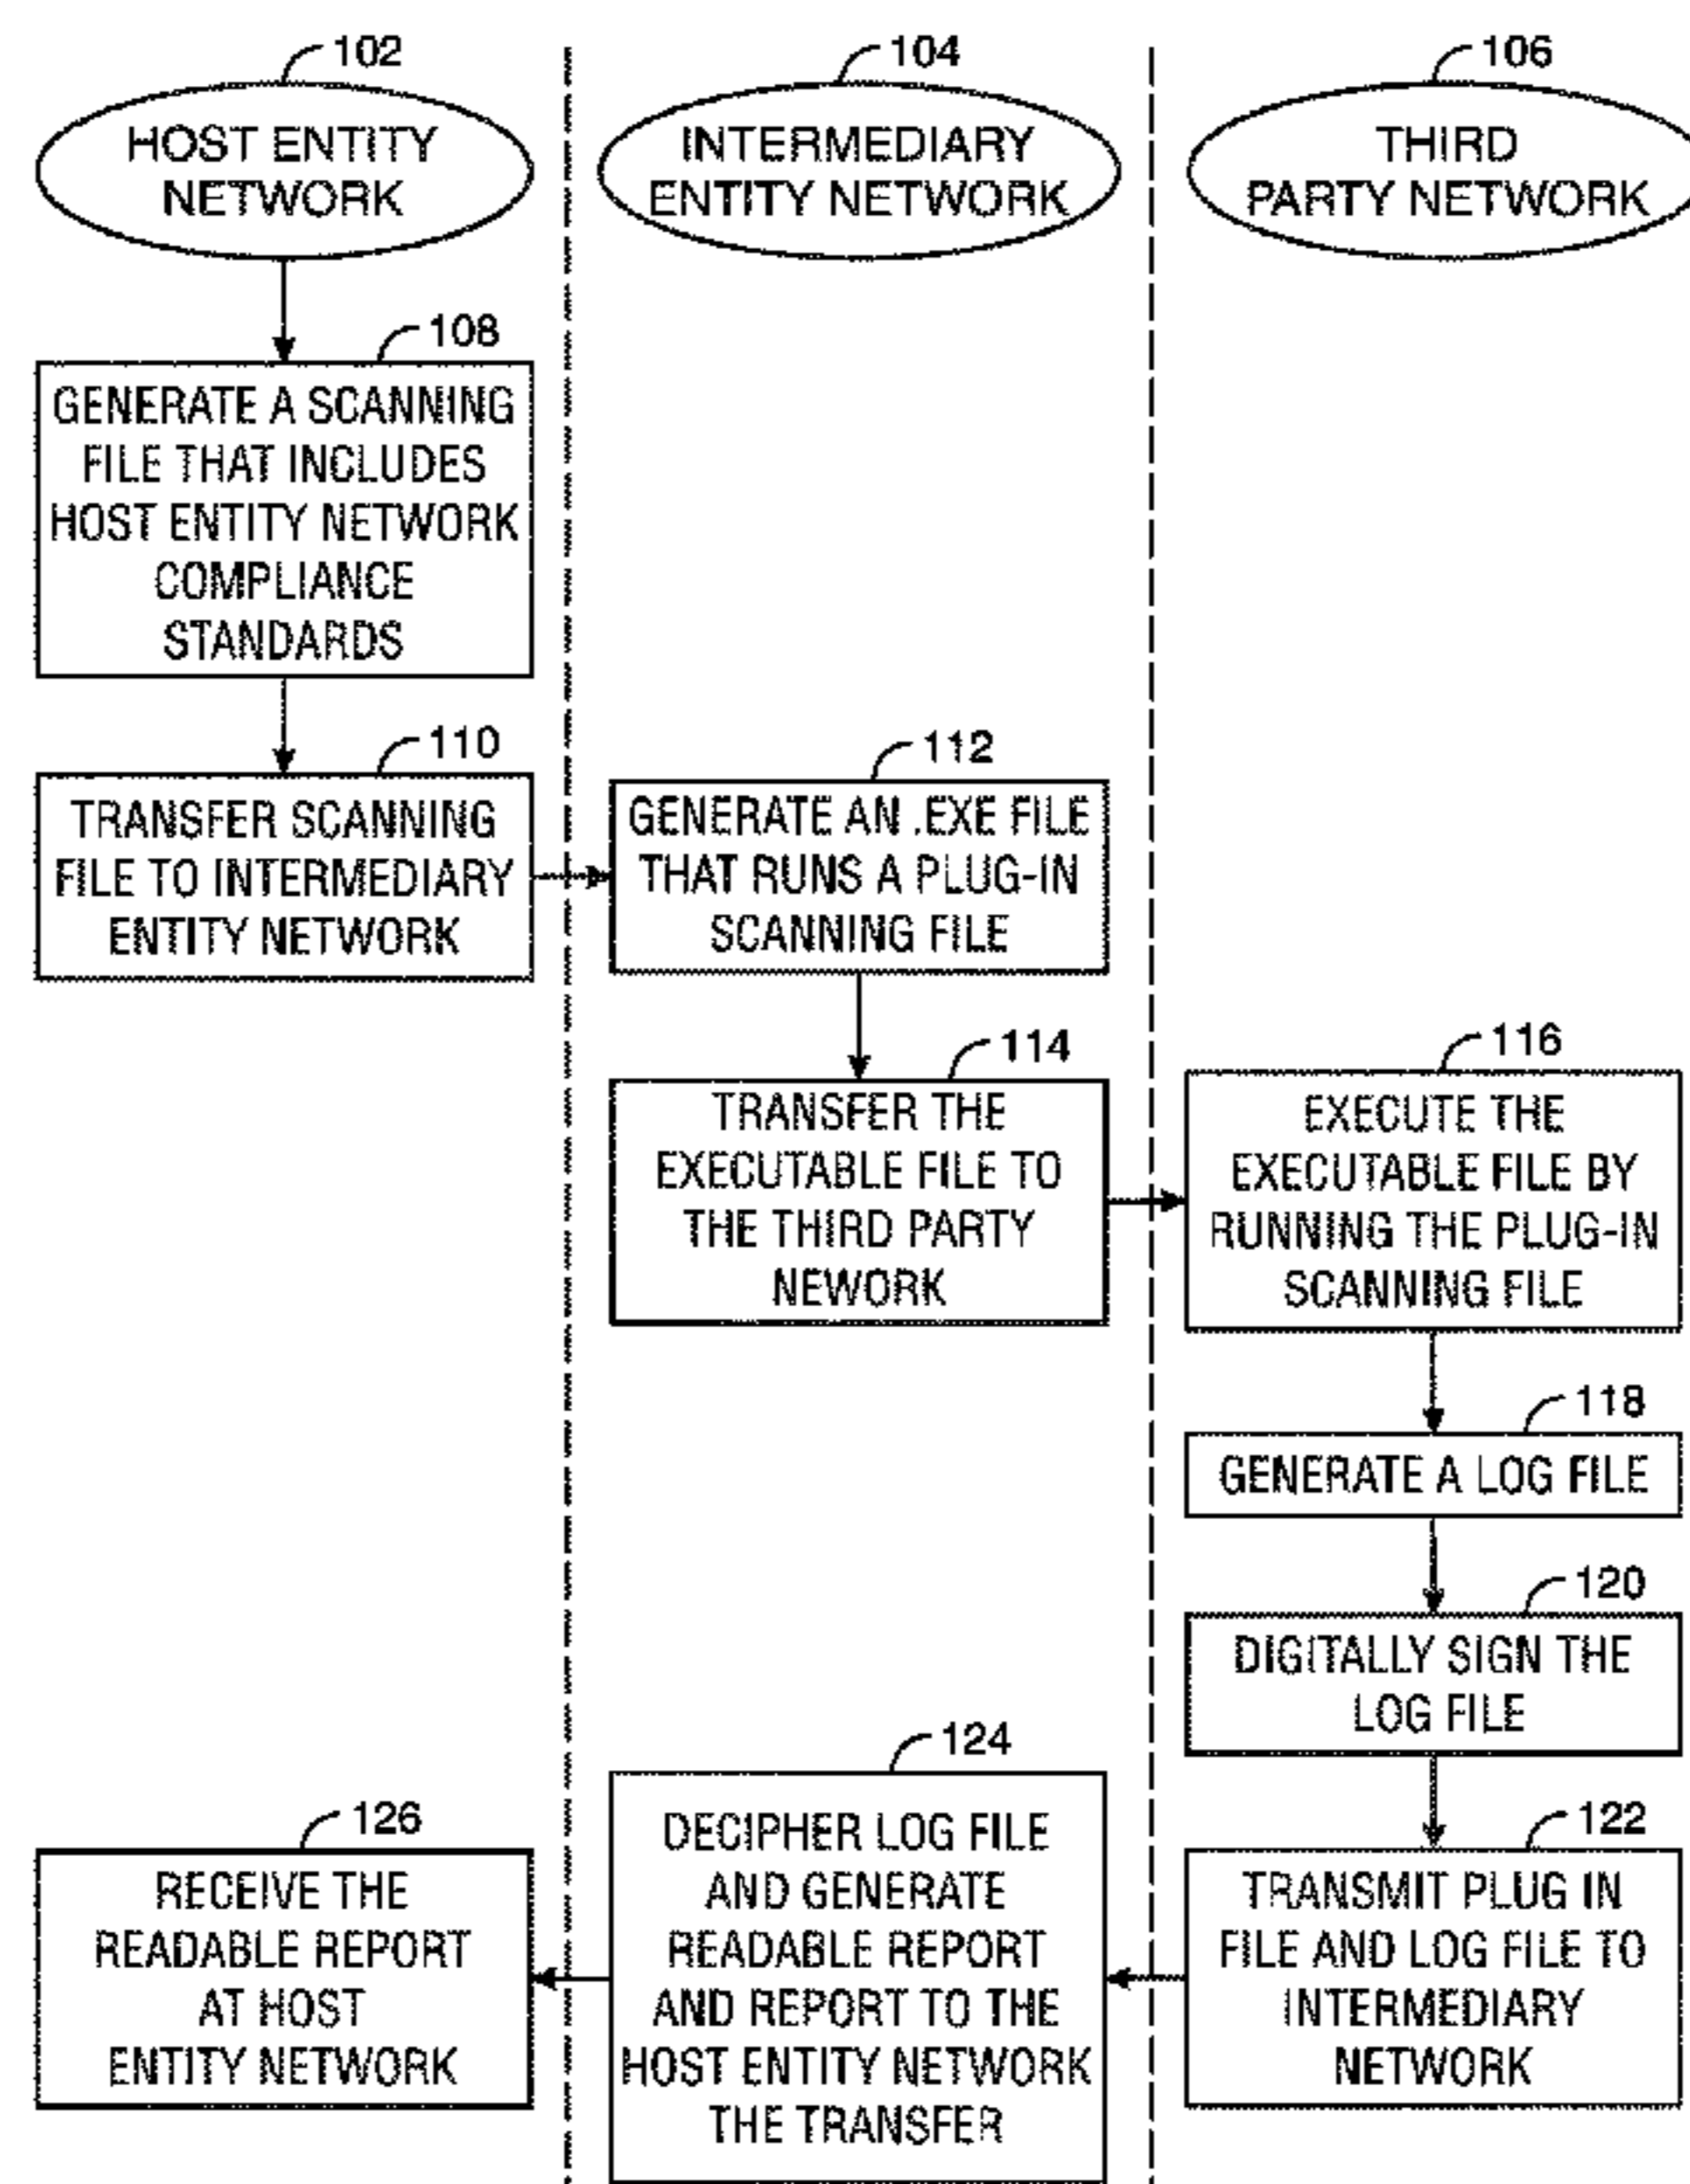 102
HOST ENTITY
NETWORK
104
INTERMEDIARY
ENTITY NETWORK
106
THIRD
PARTY NETWORK
108
GENERATE A SCANNING
FILE THAT INCLUDES
HOST ENTITY NETWORK
COMPLIANCE
STANDARDS
110
TRANSFER SCANNING
FILE TO INTERMEDIARY
ENTITY NETWORK
112
GENERATE AN .EXE FILE
THAT RUNS A PLUG-IN
SCANNING FILE
114
TRANSFER THE
EXECUTABLE FILE TO
THE THIRD PARTY
NEWORK
116
EXECUTE THE
EXECUTABLE FILE BY
RUNNING THE PLUG-IN
SCANNING FILE
118
GENERATE A LOG FILE
120
DIGITALLY SIGN THE
LOG FILE
122
TRANSMIT PLUG IN
FILE AND LOG FILE TO
INTERMEDIARY
NETWORK
124
DECIPHER LOG FILE
AND GENERATE
READABLE REPORT
AND REPORT TO THE
HOST ENTITY NETWORK
THE TRANSFER
126
RECEIVE THE
READABLE REPORT
AT HOST
ENTITY NETWORK